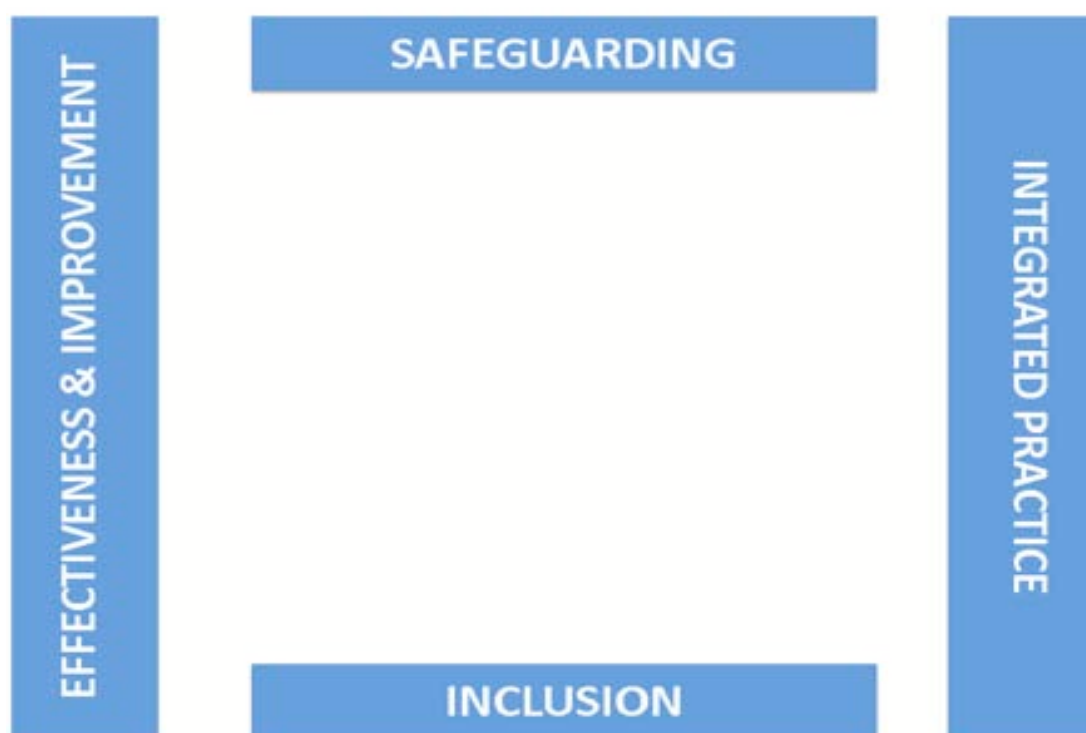 SAFEGUARDING
EFFECTIVENESS & IMPROVEMENT
INTEGRATED PRACTICE
INCLUSION